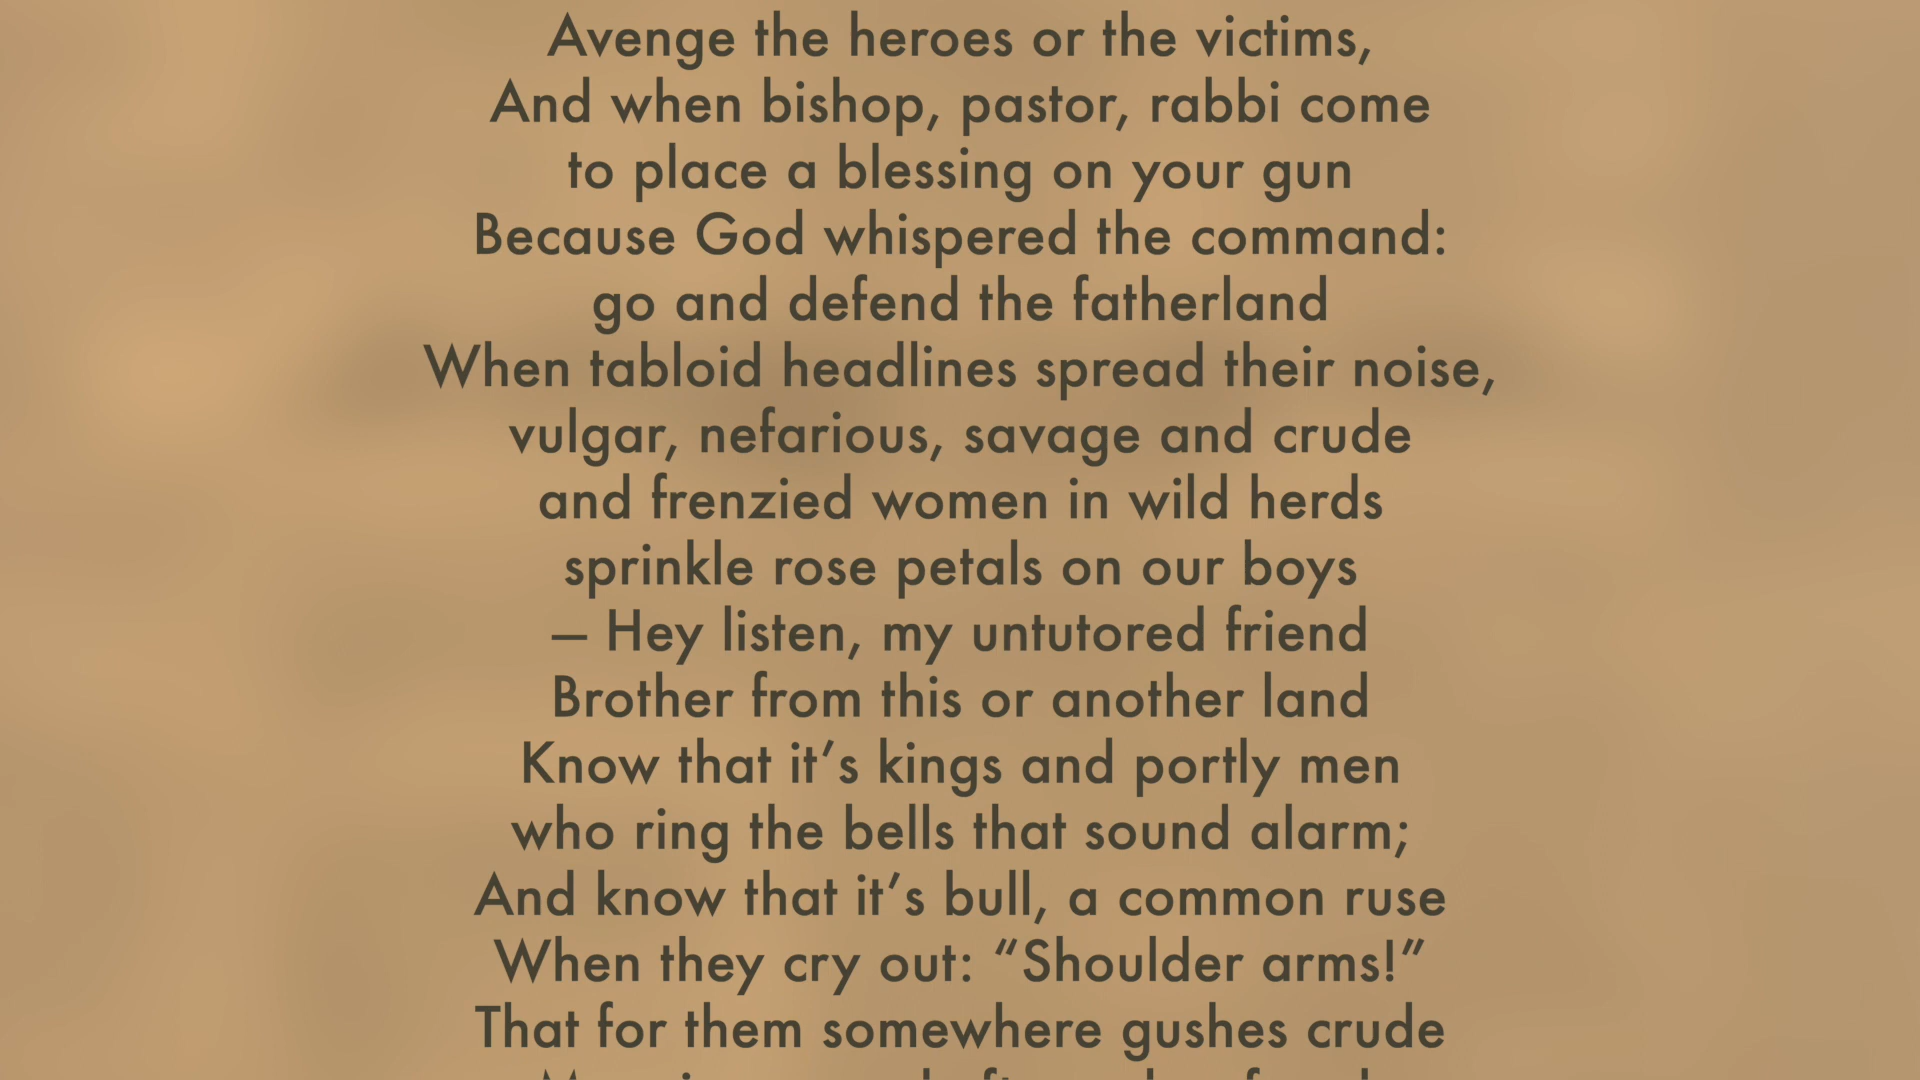 Avenge the heroes or the victims,
And when bishop, pastor, rabbi come
to place a blessing on your gun
Because God whispered the command:
go and defend the fatherland
When tabloid headlines spread their noise,
vulgar, nefarious, savage and crude
and frenzied women in wild herds
sprinkle rose petals on our boys
— Hey listen, my untutored friend
Brother from this or another land
Know that it’s kings and portly men
who ring the bells that sound alarm;
And know that it’s bull, a common ruse
When they cry out: “Shoulder arms!”
That for them somewhere gushes crude